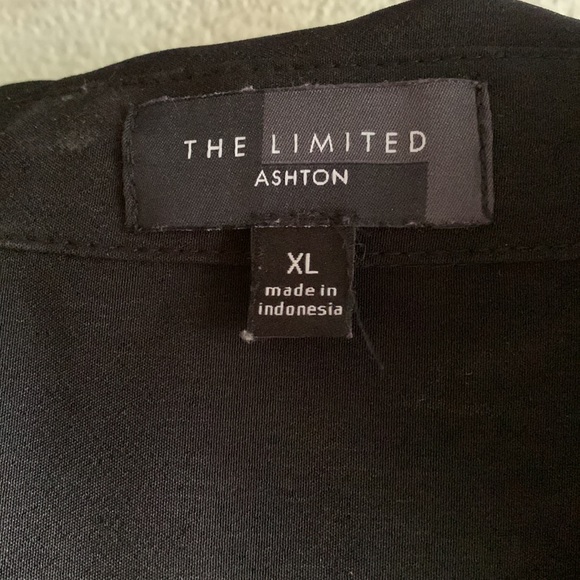 THE LIMITED
ASHTON
XL
made in
indonesia